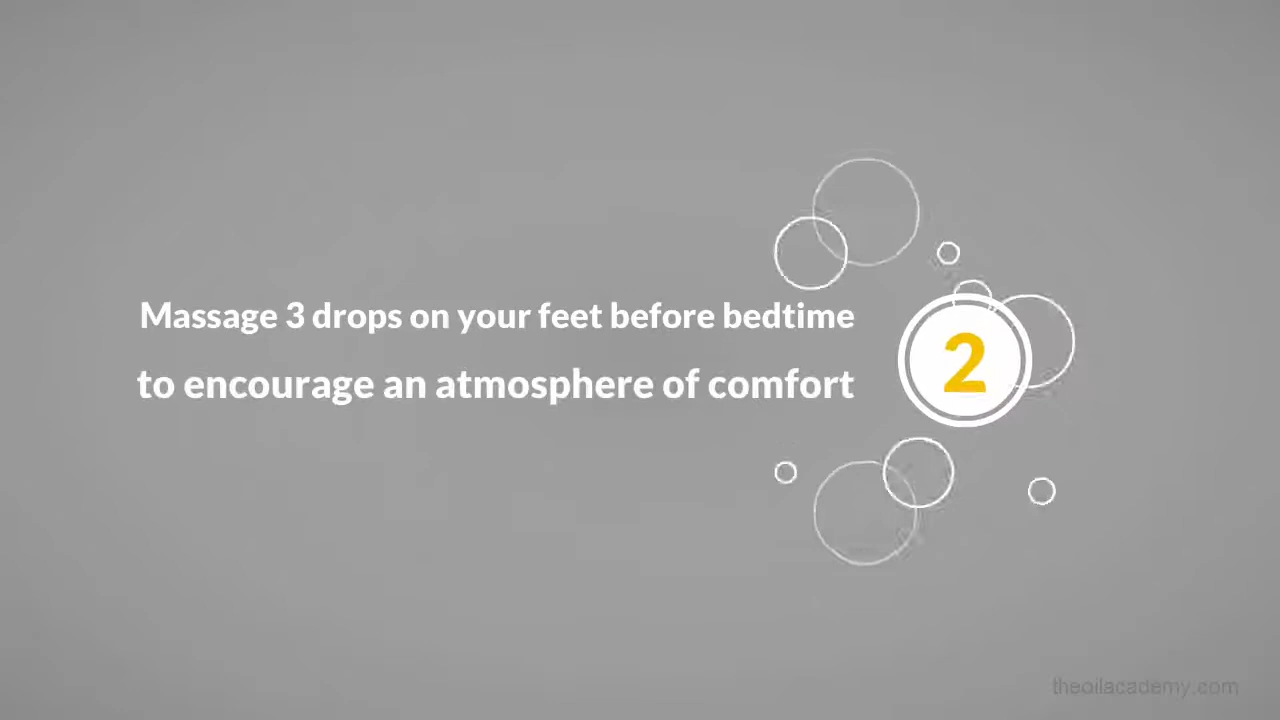 Massage 3 drops on your feet before bedtime
to encourage an atmosphere of comfort
2
theoilacademy.com